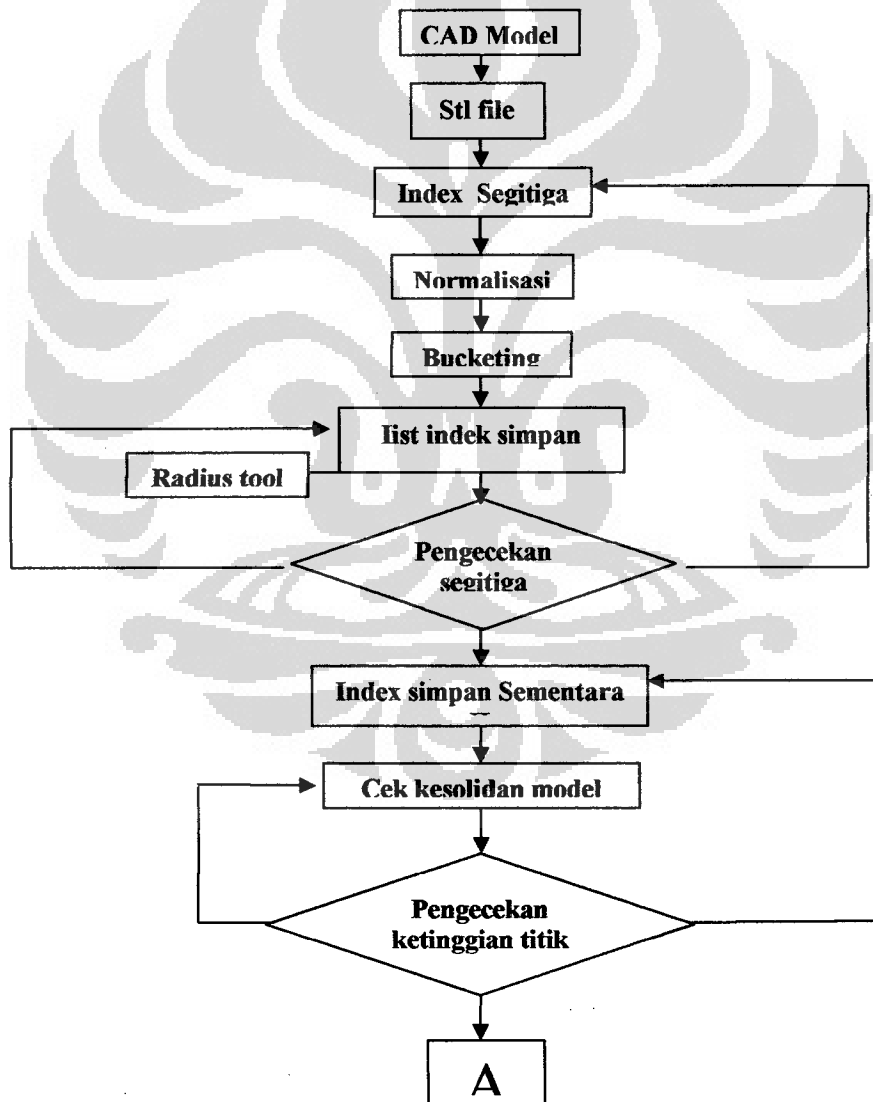 CAD Model
Stl file
Index Segitiga
Normalisasi
Bucketing
list indek simpan
Radius tool
Pengecekan
segitiga
Index simpan Sementara
Cek kesolidan model
Pengecekan
ketinggian titik
A